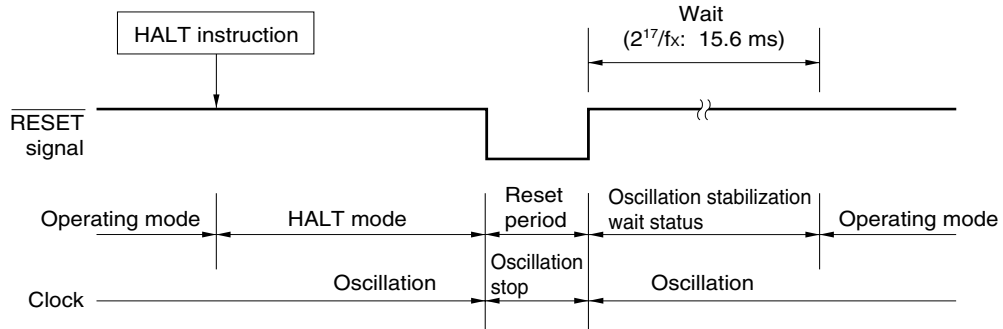 HALT instruction
Wait
(2¹⁷/fx: 15.6 ms)
RESET
signal
Operating mode
HALT mode
Reset
period
Oscillation stabilization
wait status
Operating mode
Clock
Oscillation
Oscillation
stop
Oscillation